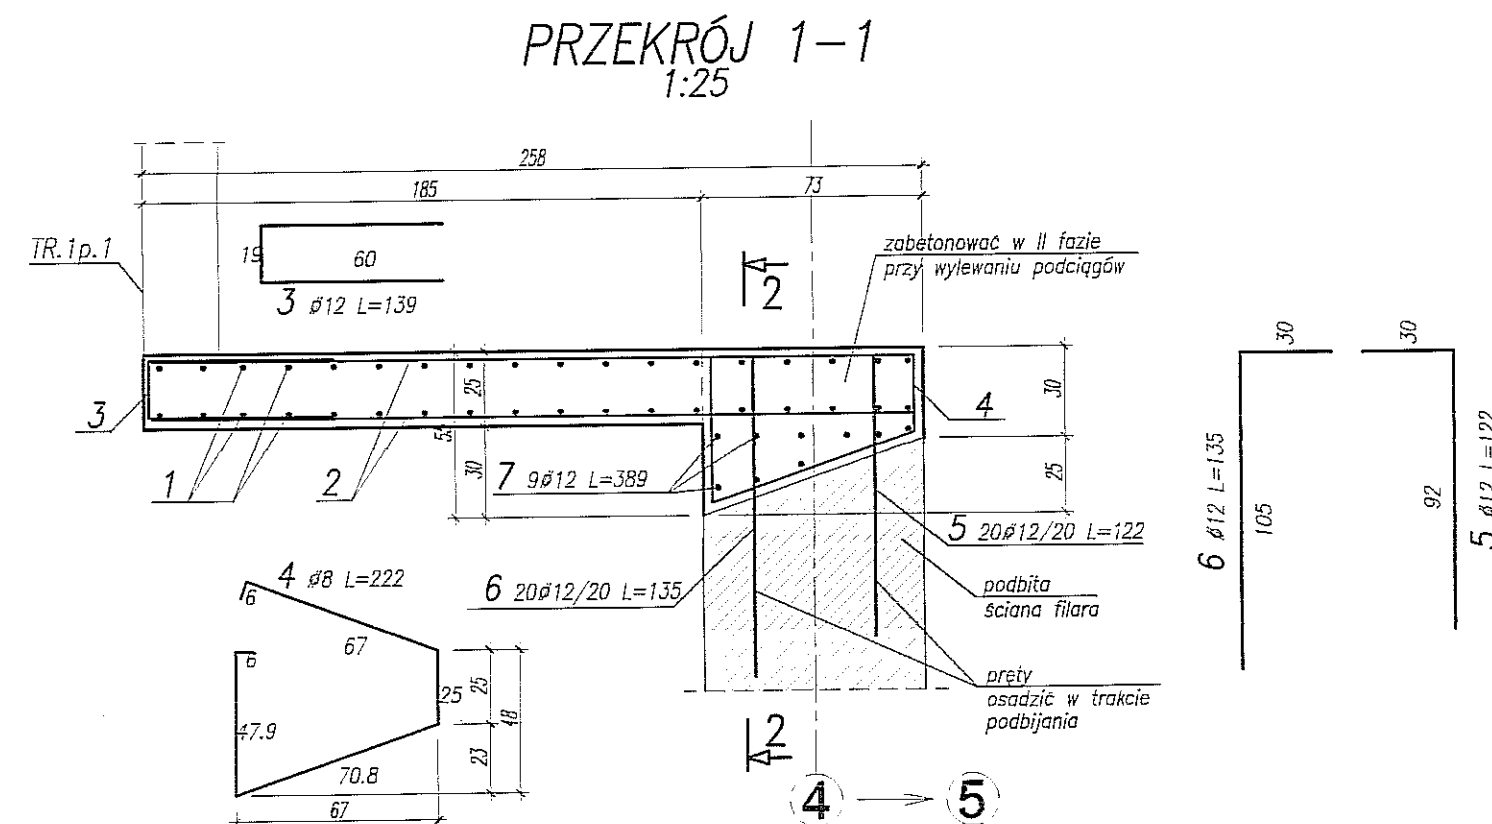 PRZEKRÓJ 1-1
1:25
258
185
73
TR.1p.1
19
60
3 ø12 L=139
zabetonować w II fazie
przy wylewaniu podciągów
2
30
30
25
30
3
4
1
2
30
25
7 9ø12 L=389
5 20ø12/20 L=122
6 20ø12/20 L=135
podbita
ściana filara
pręty
osadzić w trakcie
podbijania
6 ø12 L=135
105
92
5 ø12 L=122
4 ø8 L=222
6
67
6
25
25
48
47.9
23
70.8
67
2
4
5